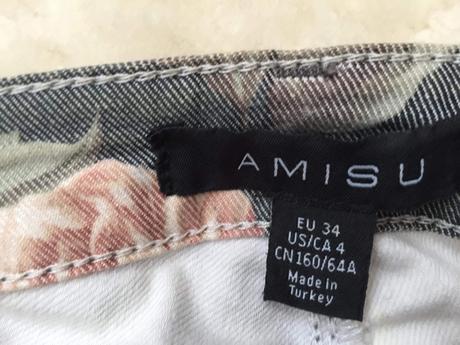 AMISU
EU 34
US/CA 4
CN160/64A
Made in
Turkey